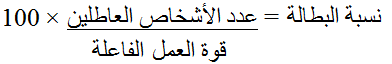 نسبة البطالة = عدد الأشخاص العاطلين × 100
قوة العمل الفاعلة